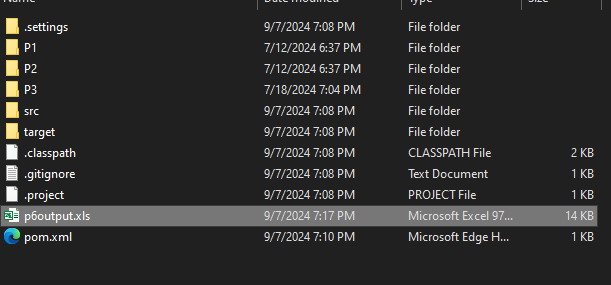 Name Date modified Type Size
.settings 9/7/2024 7:08 PM File folder
P1 7/12/2024 6:37 PM File folder
P2 7/12/2024 6:37 PM File folder
P3 7/18/2024 7:04 PM File folder
src 9/7/2024 7:08 PM File folder
target 9/7/2024 7:08 PM File folder
.classpath 9/7/2024 7:08 PM CLASSPATH File 2 KB
.gitignore 9/7/2024 7:08 PM Text Document 1 KB
.project 9/7/2024 7:08 PM PROJECT File 1 KB
p6output.xls 9/7/2024 7:17 PM Microsoft Excel 97... 14 KB
pom.xml 9/7/2024 7:10 PM Microsoft Edge H... 1 KB